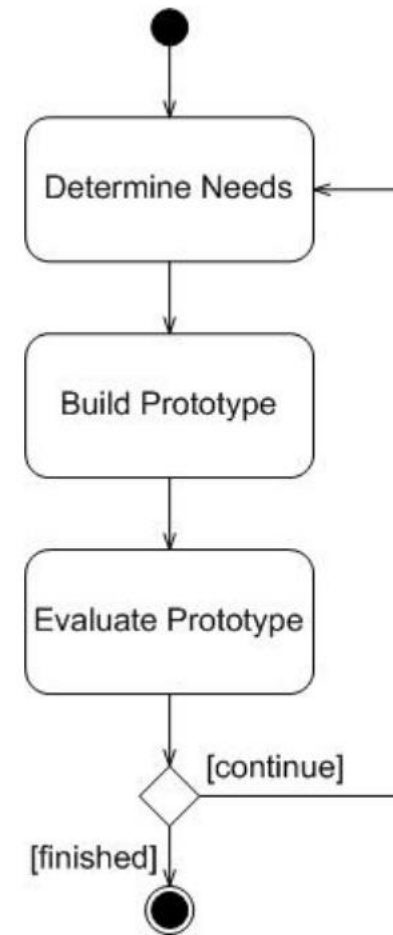 Determine Needs
Build Prototype
Evaluate Prototype
[continue]
[finished]